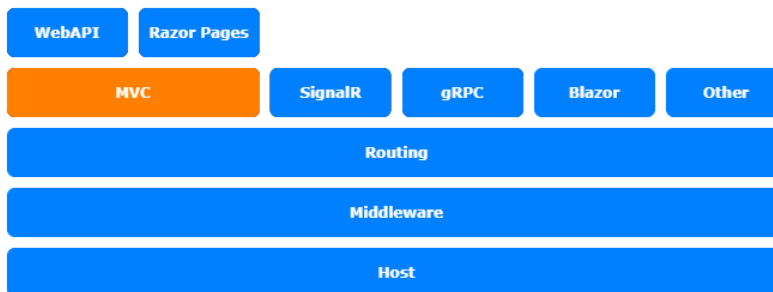 WebAPI Razor Pages
MVC SignalR gRPC Blazor Other
Routing
Middleware
Host